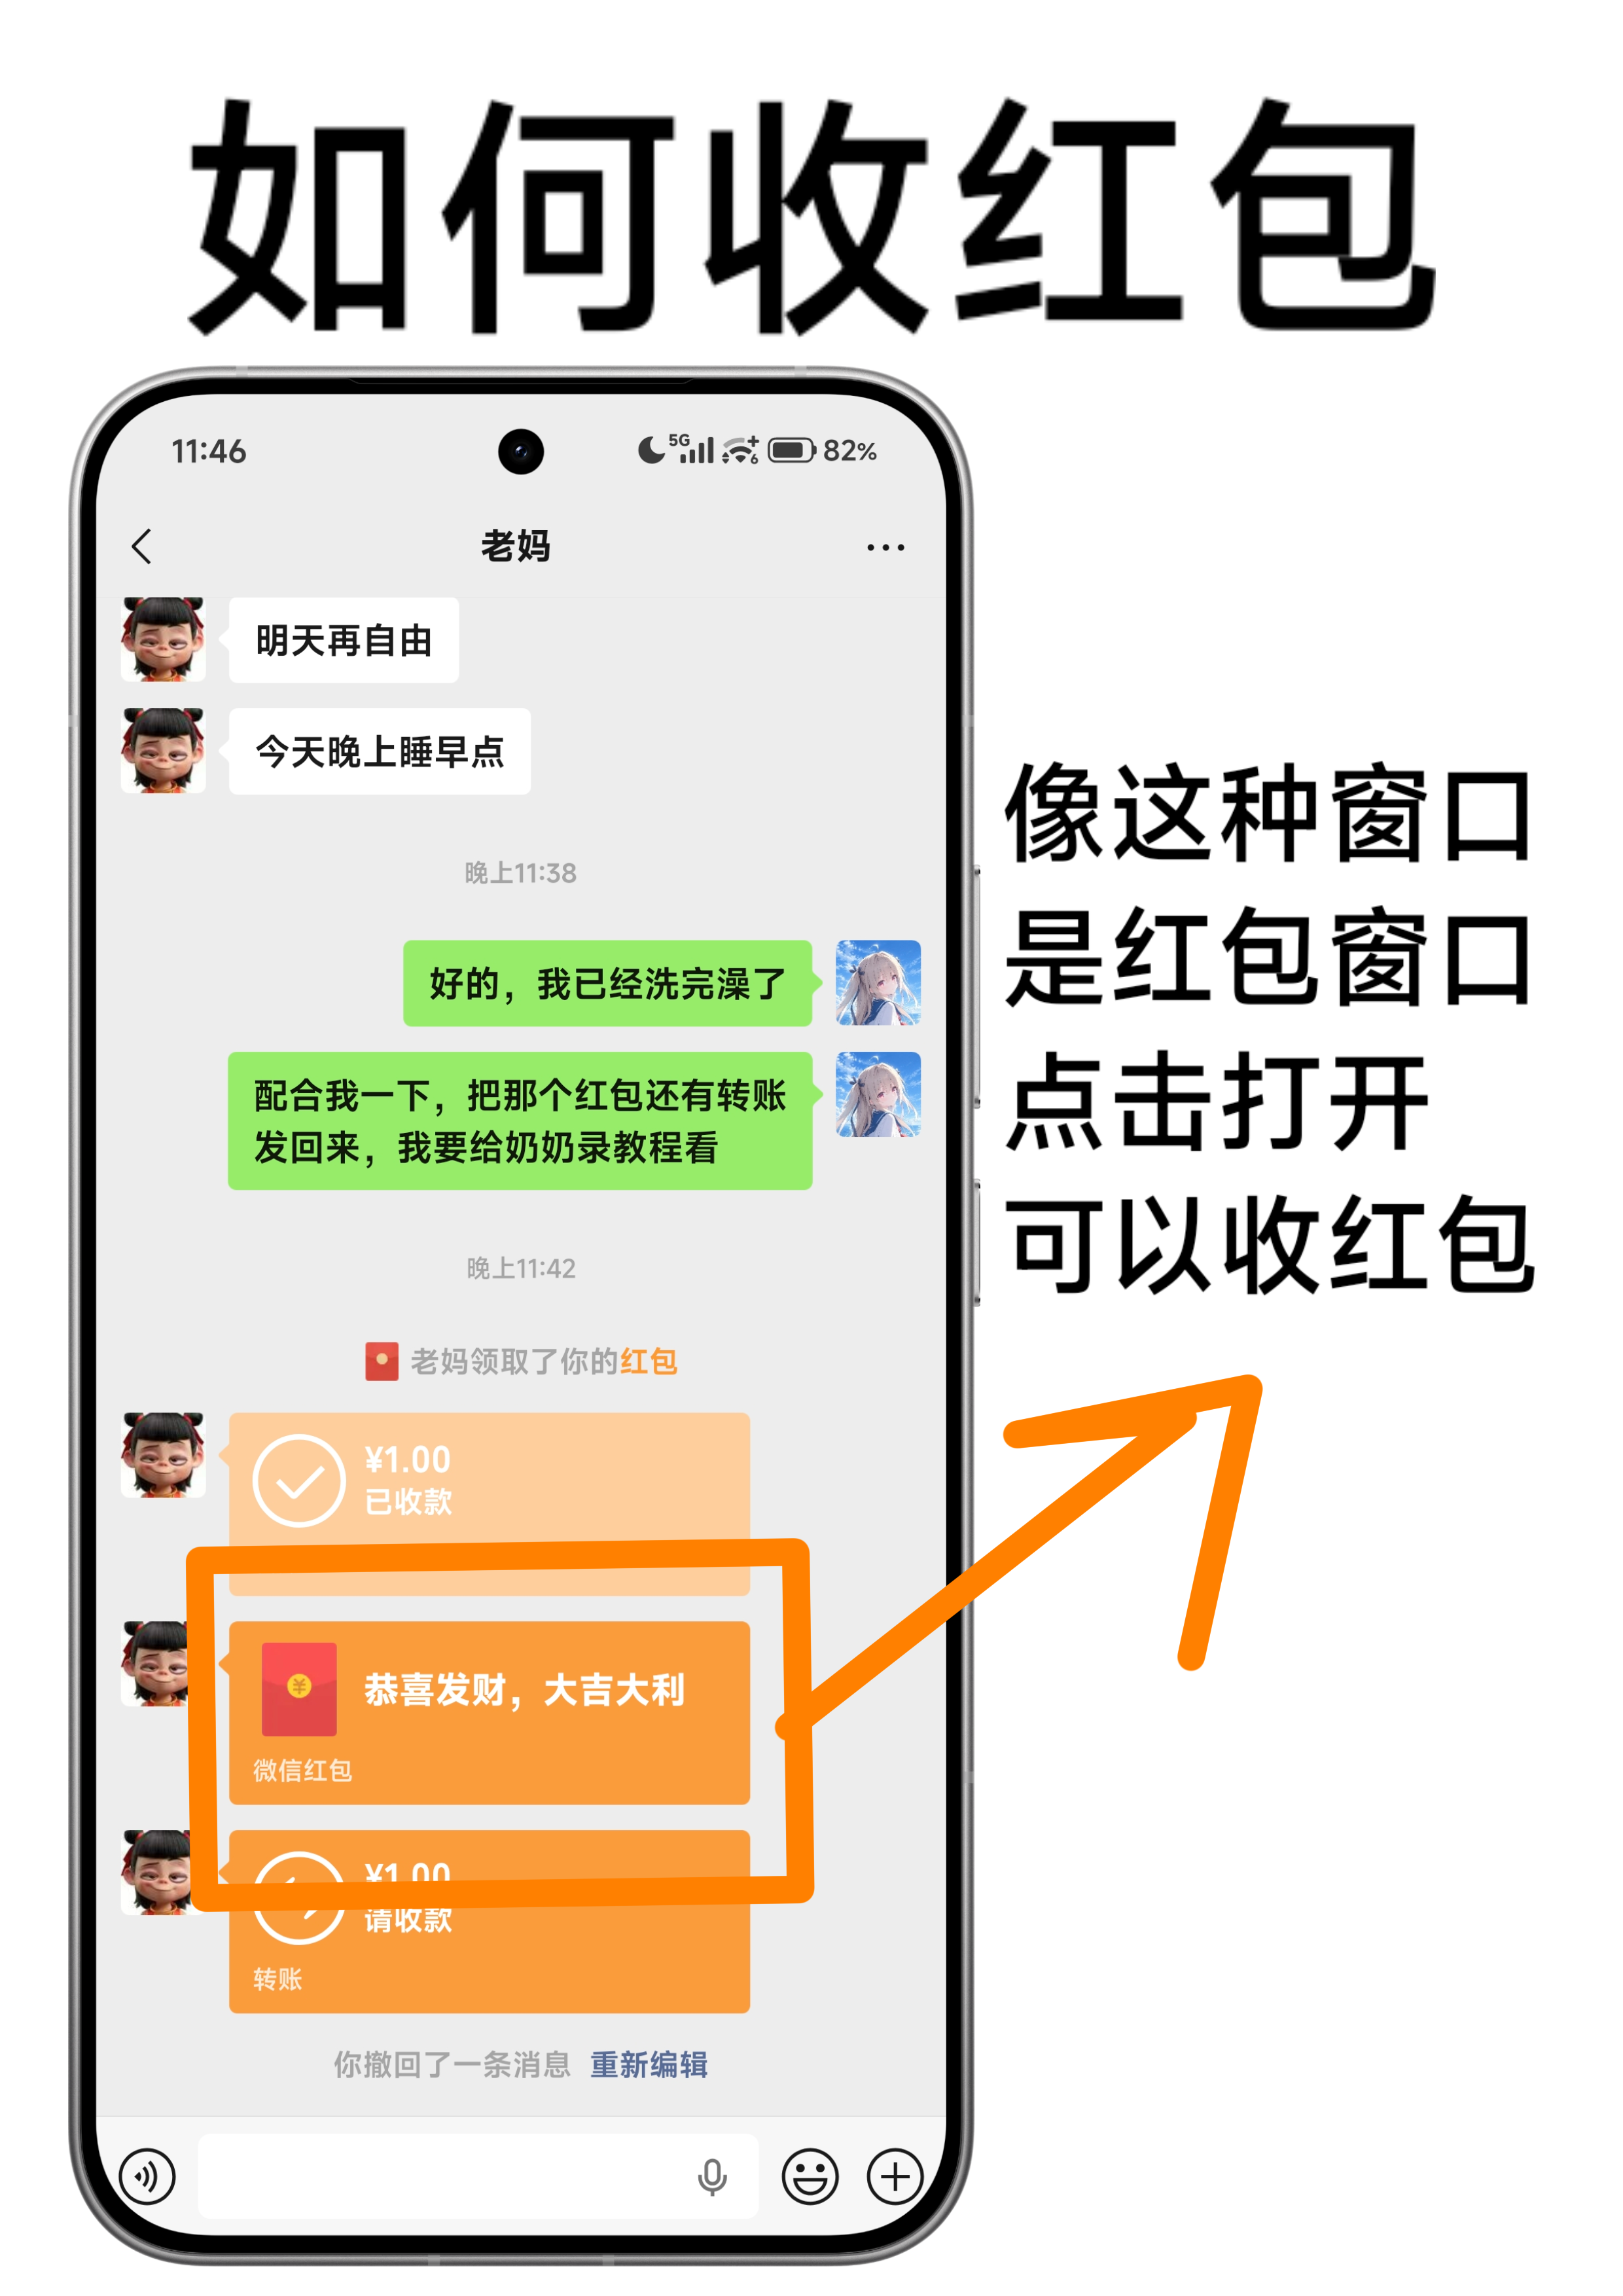 如何收红包
11:46
5G
6
82%
老妈
明天再自由
今天晚上睡早点
晚上11:38
好的，我已经洗完澡了
配合我一下，把那个红包还有转账
发回来，我要给奶奶录教程看
晚上11:42
老妈领取了你的红包
¥1.00
已收款
恭喜发财，大吉大利
微信红包
¥1.00
请收款
转账
你撤回了一条消息 重新编辑
像这种窗口
是红包窗口
点击打开
可以收红包